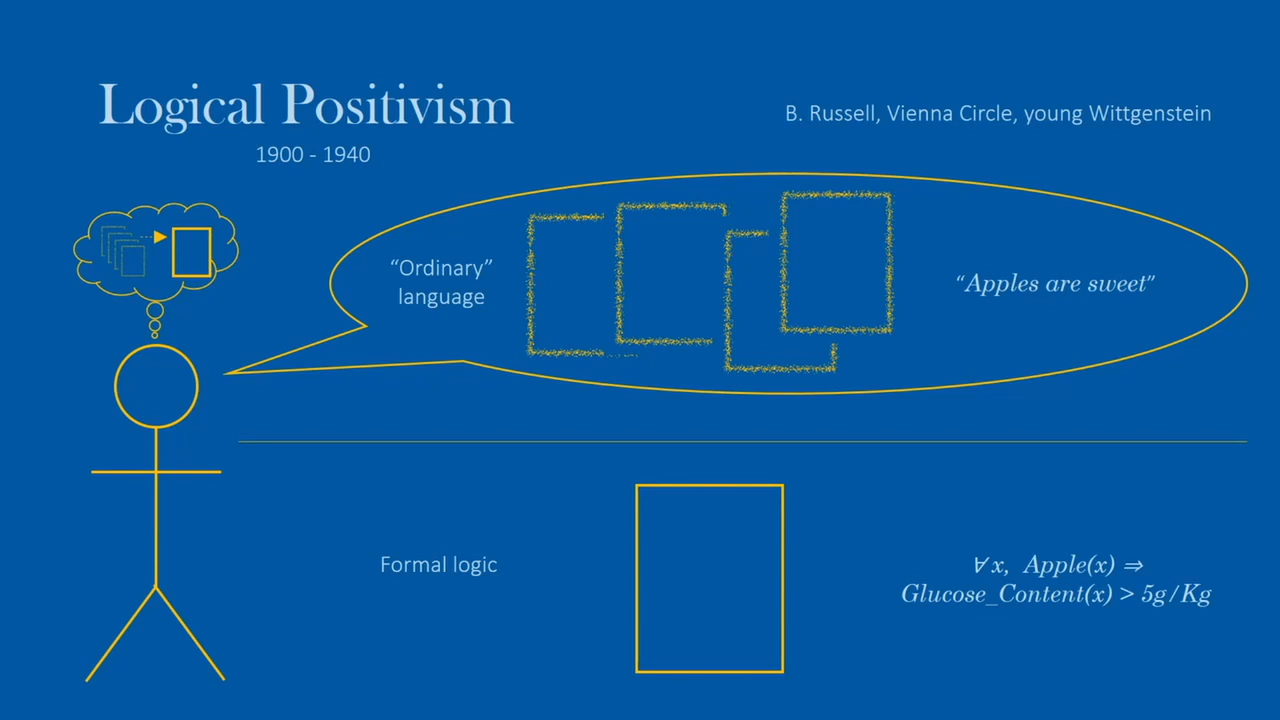 Logical Positivism
B. Russell, Vienna Circle, young Wittgenstein
1900 - 1940
“Ordinary”
language
“Apples are sweet”
Formal logic
∀ x, Apple(x) ⇒
Glucose_Content(x) > 5g/Kg